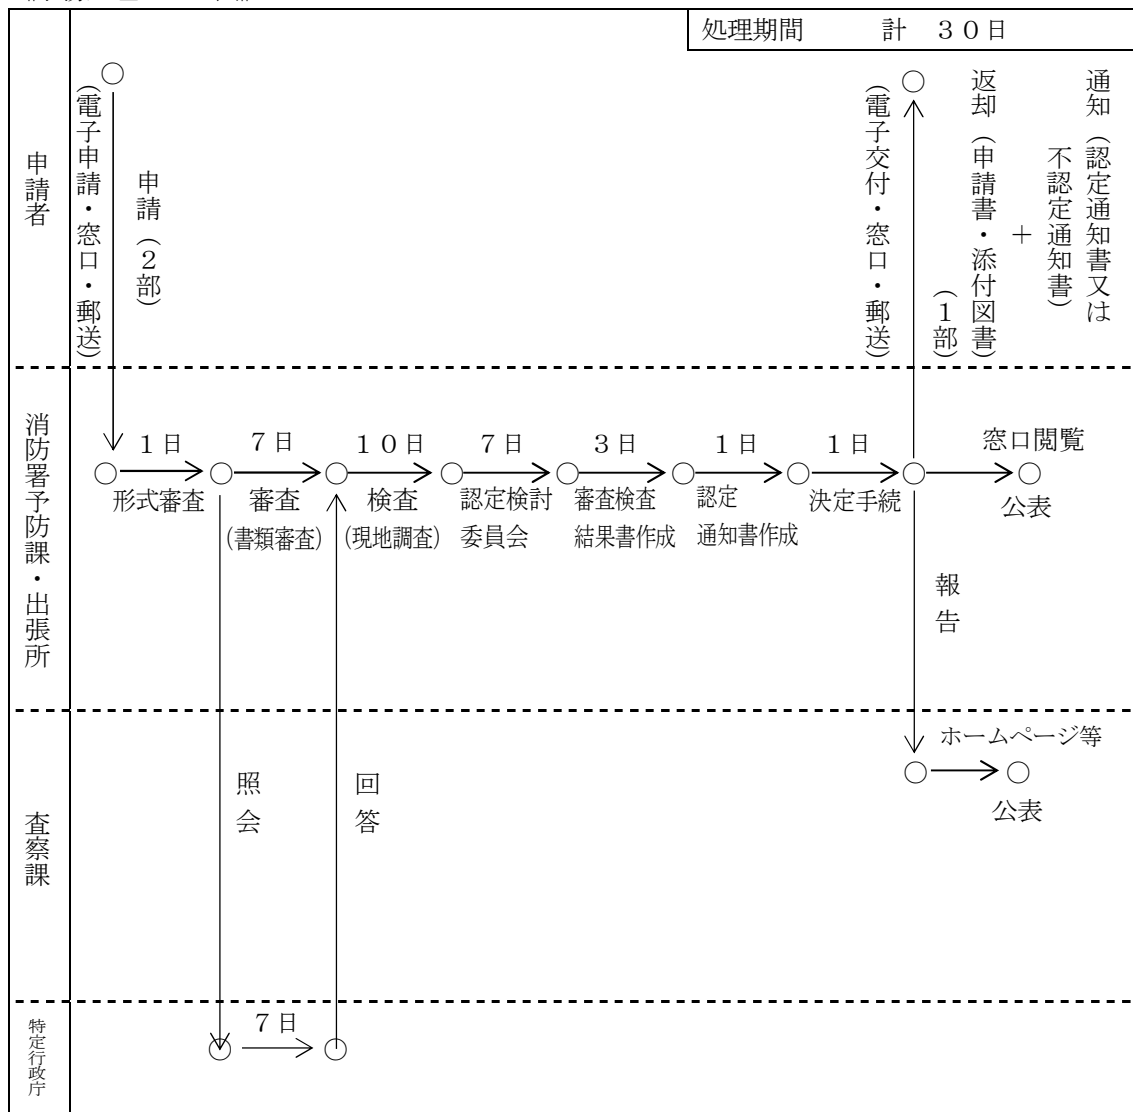 処理期間　計　３０日
申請者
(電子申請・窓口・郵送)
申請（２部）
(電子交付・窓口・郵送)
返却（申請書・添付図書）
（１部）
＋
通知（認定通知書又は
不認定通知書）
消防署予防課・出張所
１日
形式審査
７日
審査
(書類審査)
１０日
検査
(現地調査)
７日
認定検討
委員会
３日
審査検査
結果書作成
１日
認定
通知書作成
１日
決定手続
窓口閲覧
公表
報告
査察課
照会
回答
ホームページ等
公表
特定行政庁
７日